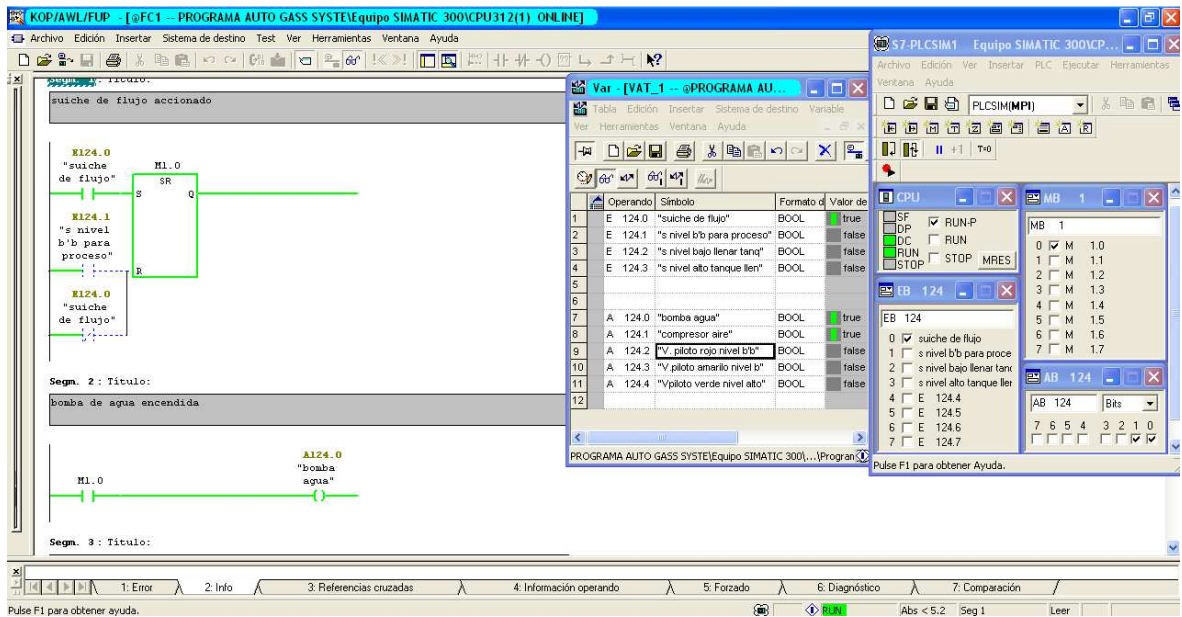 KOP/AWL/FUP - [@FC1 -- PROGRAMA AUTO GASS SYSTE\Equipo SIMATIC 300\CPU312(1) ONLINE]
Archivo Edición Insertar Sistema de destino Test Ver Herramientas Ventana Ayuda
suiche de flujo accionado
E124.0
"suiche
de flujo"
M1.0
SR
S Q
E124.1
"s nivel
b'b para
proceso"
R
E124.0
"suiche
de flujo"
Segm. 2 : Título:
bomba de agua encendida
A124.0
"bomba
agua"
M1.0
Segm. 3 : Título:
Var - [VAT_1 -- @PROGRAMA AU...
Tabla Edición Insertar Sistema de destino Variable
Ver Herramientas Ventana Ayuda
Operando Símbolo Formato d Valor de
1 E 124.0 "suiche de flujo" BOOL true
2 E 124.1 "s nivel b'b para proceso" BOOL false
3 E 124.2 "s nivel bajo llenar tanq" BOOL false
4 E 124.3 "s nivel alto tanque llen" BOOL false
5
6
7 A 124.0 "bomba agua" BOOL true
8 A 124.1 "compresor aire" BOOL true
9 A 124.2 "V. piloto rojo nivel b'b" BOOL false
10 A 124.3 "V.piloto amarilo nivel b" BOOL false
11 A 124.4 "Vpiloto verde nivel alto" BOOL false
12
PROGRAMA AUTO GASS SYSTE\Equipo SIMATIC 300\...\Program
S7-PLCSIM1 Equipo SIMATIC 300\CP...
Archivo Edición Ver Insertar PLC Ejecutar Herramientas
Ventana Ayuda
PLCSIM(MPI)
+1 T=0
CPU
SF
DP
DC
RUN
STOP
RUN-P
RUN
STOP MRES
MB 1
MB 1
0 M 1.0
1 M 1.1
2 M 1.2
3 M 1.3
4 M 1.4
5 M 1.5
6 M 1.6
7 M 1.7
EB 124
EB 124
0 suiche de flujo
1 s nivel b'b para proce
2 s nivel bajo llenar tanc
3 s nivel alto tanque ller
4 E 124.4
5 E 124.5
6 E 124.6
7 E 124.7
AB 124
AB 124 Bits
7 6 5 4 3 2 1 0
Pulse F1 para obtener Ayuda.
1: Error 2: Info 3: Referencias cruzadas 4: Información operando 5: Forzado 6: Diagnóstico 7: Comparación
Pulse F1 para obtener ayuda.
RUN Abs < 5.2 Seg 1 Leer